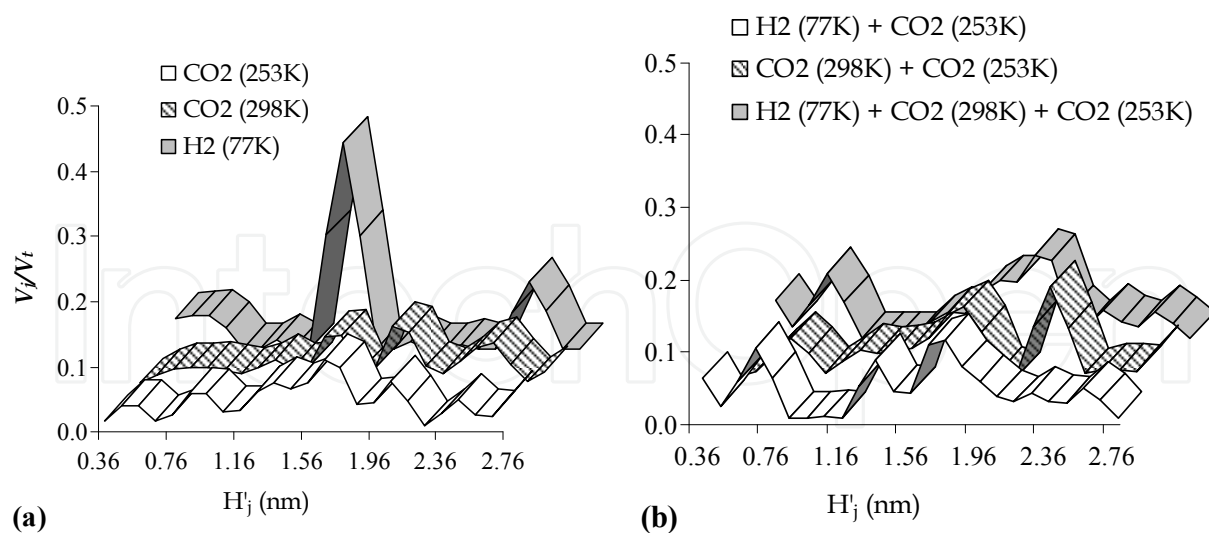 CO2 (253K)
CO2 (298K)
H2 (77K)
0.5
0.4
0.3
0.2
0.1
0.0
Vj/Vt
0.36 0.76 1.16 1.56 1.96 2.36 2.76
H'j (nm)
(a)
H2 (77K) + CO2 (253K)
CO2 (298K) + CO2 (253K)
H2 (77K) + CO2 (298K) + CO2 (253K)
0.5
0.4
0.3
0.2
0.1
0.0
0.36 0.76 1.16 1.56 1.96 2.36 2.76
H'j (nm)
(b)
IntechOpen